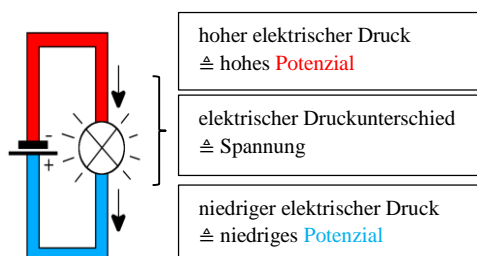 hoher elektrischer Druck
≙ hohes Potenzial
-
+
elektrischer Druckunterschied
≙ Spannung
niedriger elektrischer Druck
≙ niedriges Potenzial